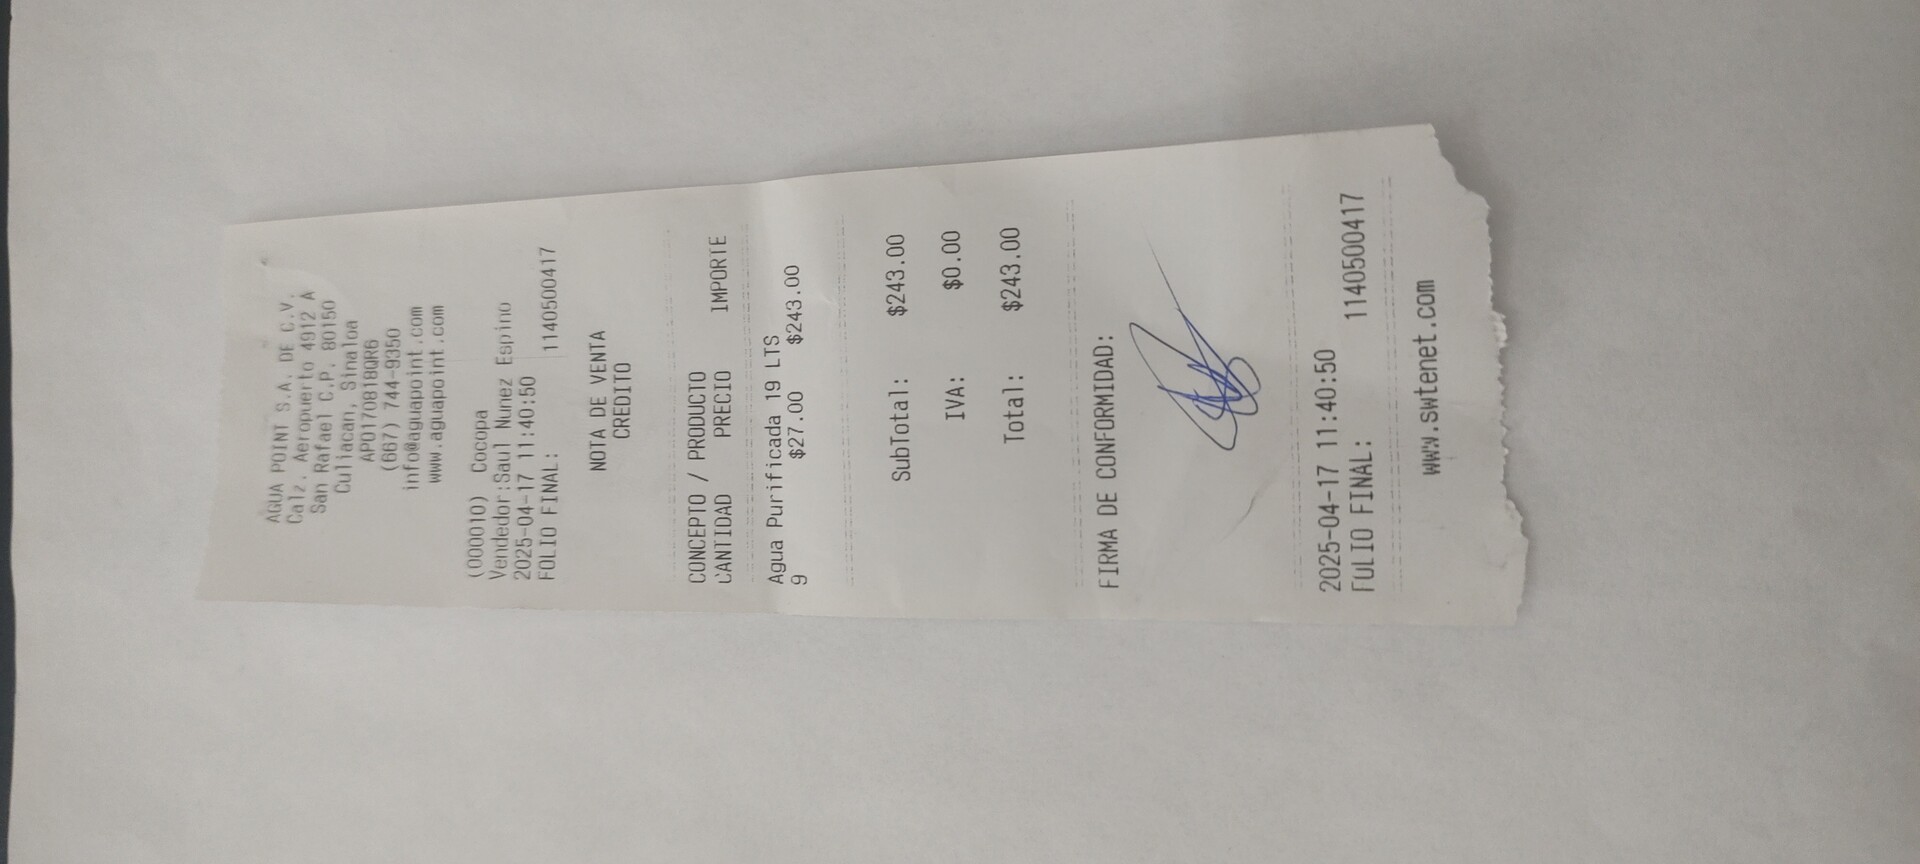 AGUA POINT S.A. DE C.V.
Calz. Aeropuerto 4912 A
San Rafael C.P. 80150
Culiacan, Sinaloa
APO170818QR6
(667) 744-9350
info@aguapoint.com
www.aguapoint.com
(000010) Cocopa
Vendedor:Saul Nunez Espino
2025-04-17 11:40:50
FOLIO FINAL: 1140500417
NOTA DE VENTA
CREDITO
CONCEPTO / PRODUCTO
CANTIDAD PRECIO IMPORTE
Agua Purificada 19 LTS
9 $27.00 $243.00
SubTotal: $243.00
IVA: $0.00
Total: $243.00
FIRMA DE CONFORMIDAD:
2025-04-17 11:40:50
FOLIO FINAL: 1140500417
www.swtenet.com